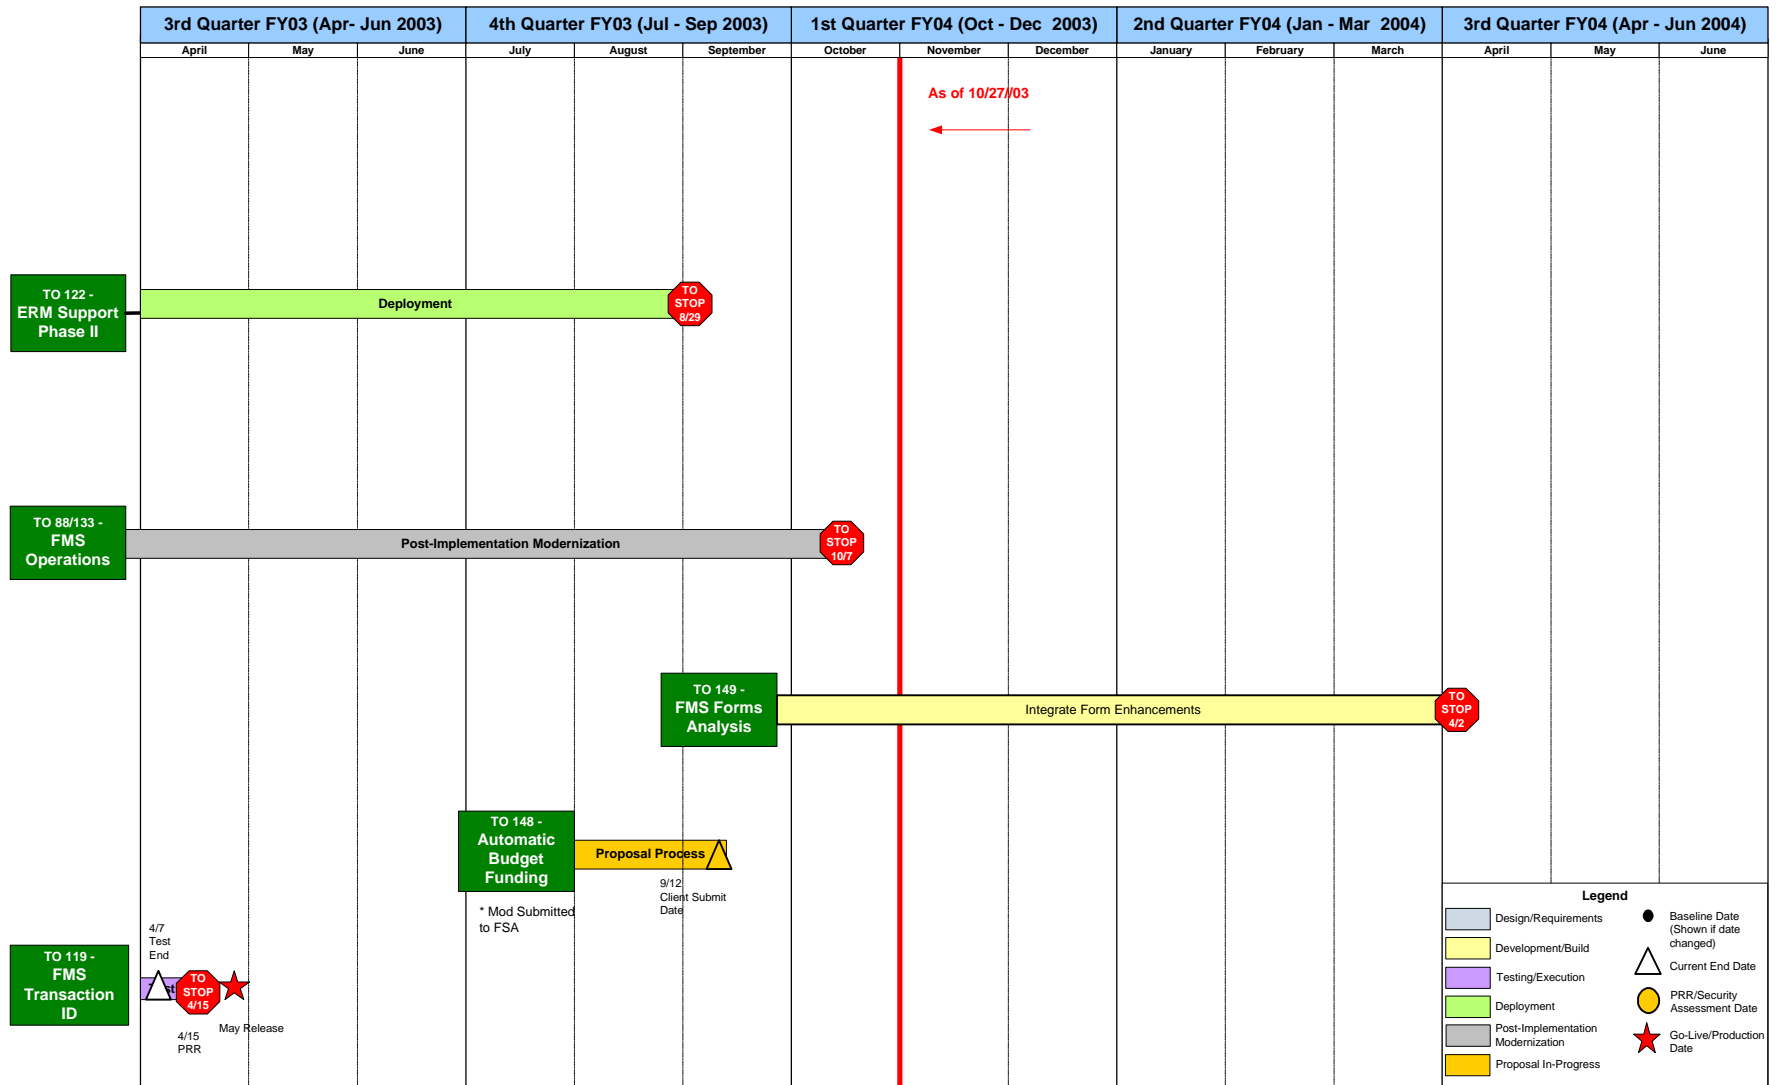 3rd Quarter FY03 (Apr- Jun 2003)
4th Quarter FY03 (Jul - Sep 2003)
1st Quarter FY04 (Oct - Dec  2003)
2nd Quarter FY04 (Jan - Mar  2004)
3rd Quarter FY04 (Apr - Jun 2004)
April
May
June
July
August
September
October
November
December
January
February
March
April
May
June
As of 10/27//03
TO 122 -
ERM Support
Phase II
Deployment
TO
STOP
8/29
TO 88/133 -
FMS
Operations
Post-Implementation Modernization
TO
STOP
10/7
TO 149 -
FMS Forms
Analysis
Integrate Form Enhancements
TO
STOP
4/2
TO 148 -
Automatic
Budget
Funding
Proposal Process
9/12
Client Submit
Date
* Mod Submitted
to FSA
4/7
Test
End
TO 119 -
FMS
Transaction
ID
Test
TO
STOP
4/15
4/15
PRR
May Release
Legend
Design/Requirements
Development/Build
Testing/Execution
Deployment
Post-Implementation
Modernization
Proposal In-Progress
Baseline Date
(Shown if date
changed)
Current End Date
PRR/Security
Assessment Date
Go-Live/Production
Date